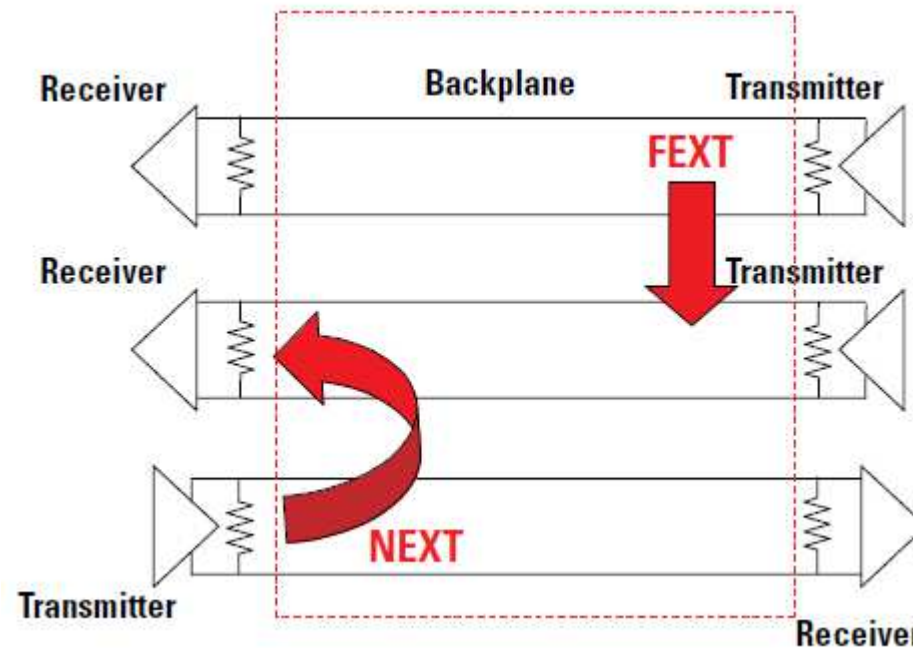 Receiver
Backplane
Transmitter
FEXT
Receiver
Transmitter
NEXT
Transmitter
Receiver